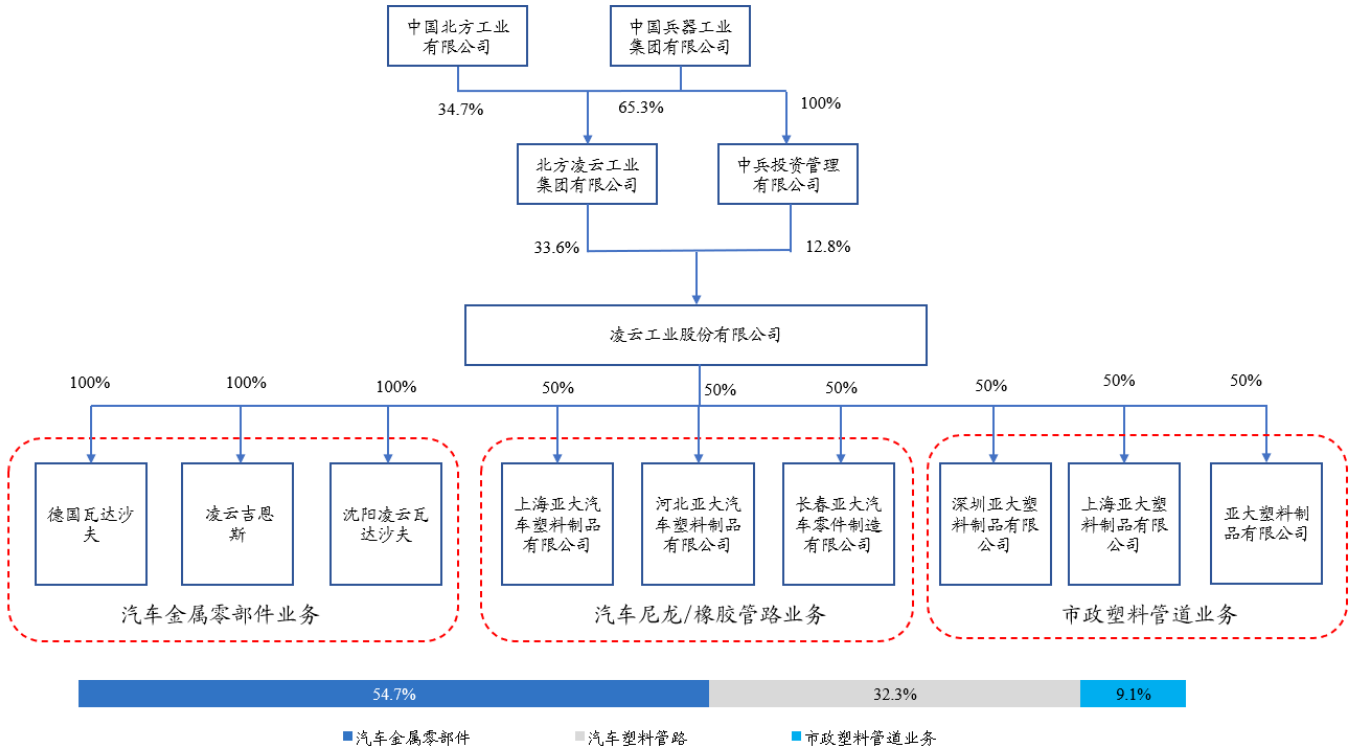 中国北方工业
有限公司
中国兵器工业
集团有限公司
34.7%
65.3%
100%
北方凌云工业
集团有限公司
中兵投资管理
有限公司
33.6%
12.8%
凌云工业股份有限公司
100%
100%
100%
50%
50%
50%
50%
50%
50%
德国瓦达沙
夫
凌云吉恩
斯
沈阳凌云瓦
达沙夫
上海亚大汽
车塑料制品
有限公司
河北亚大汽
车塑料制品
有限公司
长春亚大汽
车零件制造
有限公司
深圳亚大塑
料制品有限
公司
上海亚大塑
料制品有限
公司
亚大塑料制
品有限公司
汽车金属零部件业务
汽车尼龙/橡胶管路业务
市政塑料管道业务
54.7%
32.3%
9.1%
汽车金属零部件
汽车塑料管路
市政塑料管道业务